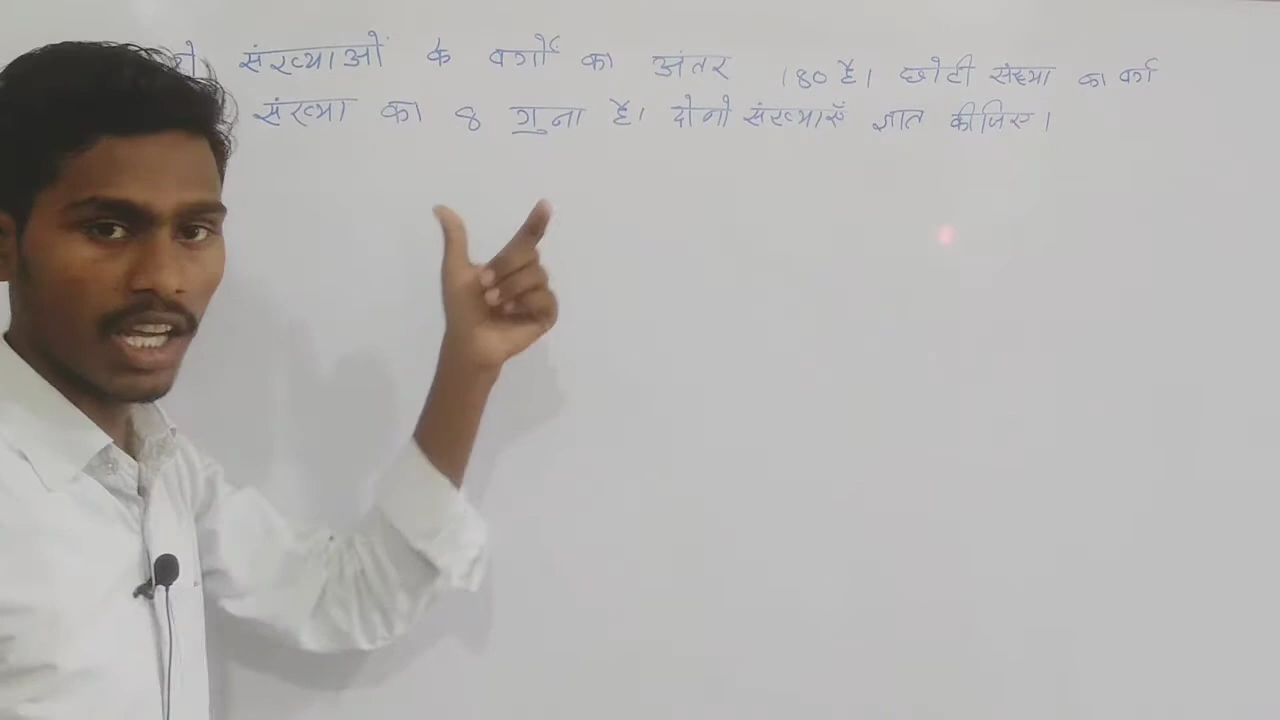 संख्याओं के वर्गों का अंतर 180 है। छोटी संख्या का वर्ग
संख्या का 8 गुना है। दोनो संख्याएँ ज्ञात कीजिए।